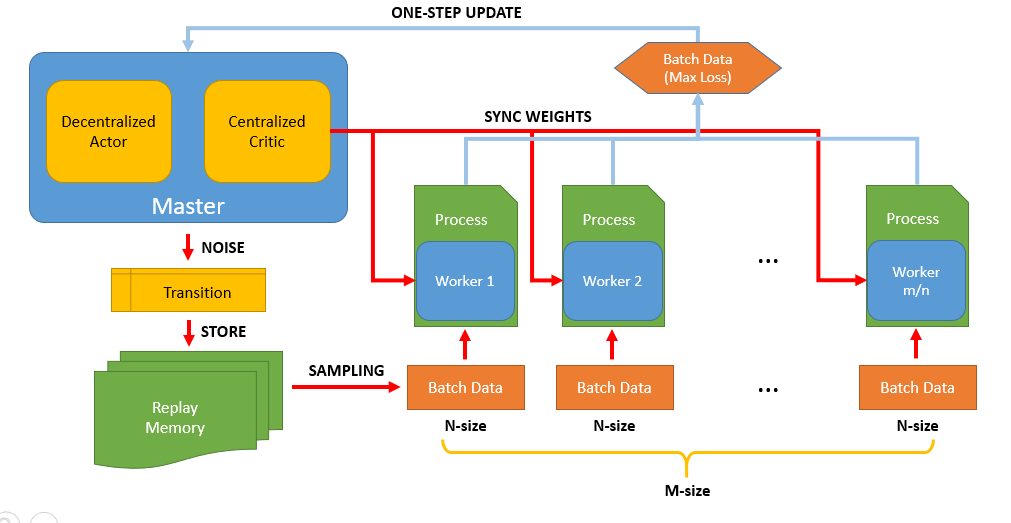 ONE-STEP UPDATE
Batch Data
(Max Loss)
Decentralized
Actor
Centralized
Critic
Master
SYNC WEIGHTS
NOISE
Transition
STORE
Replay
Memory
SAMPLING
Process
Worker 1
Process
Worker 2
...
Process
Worker
m/n
Batch Data
Batch Data
...
Batch Data
N-size
N-size
N-size
M-size